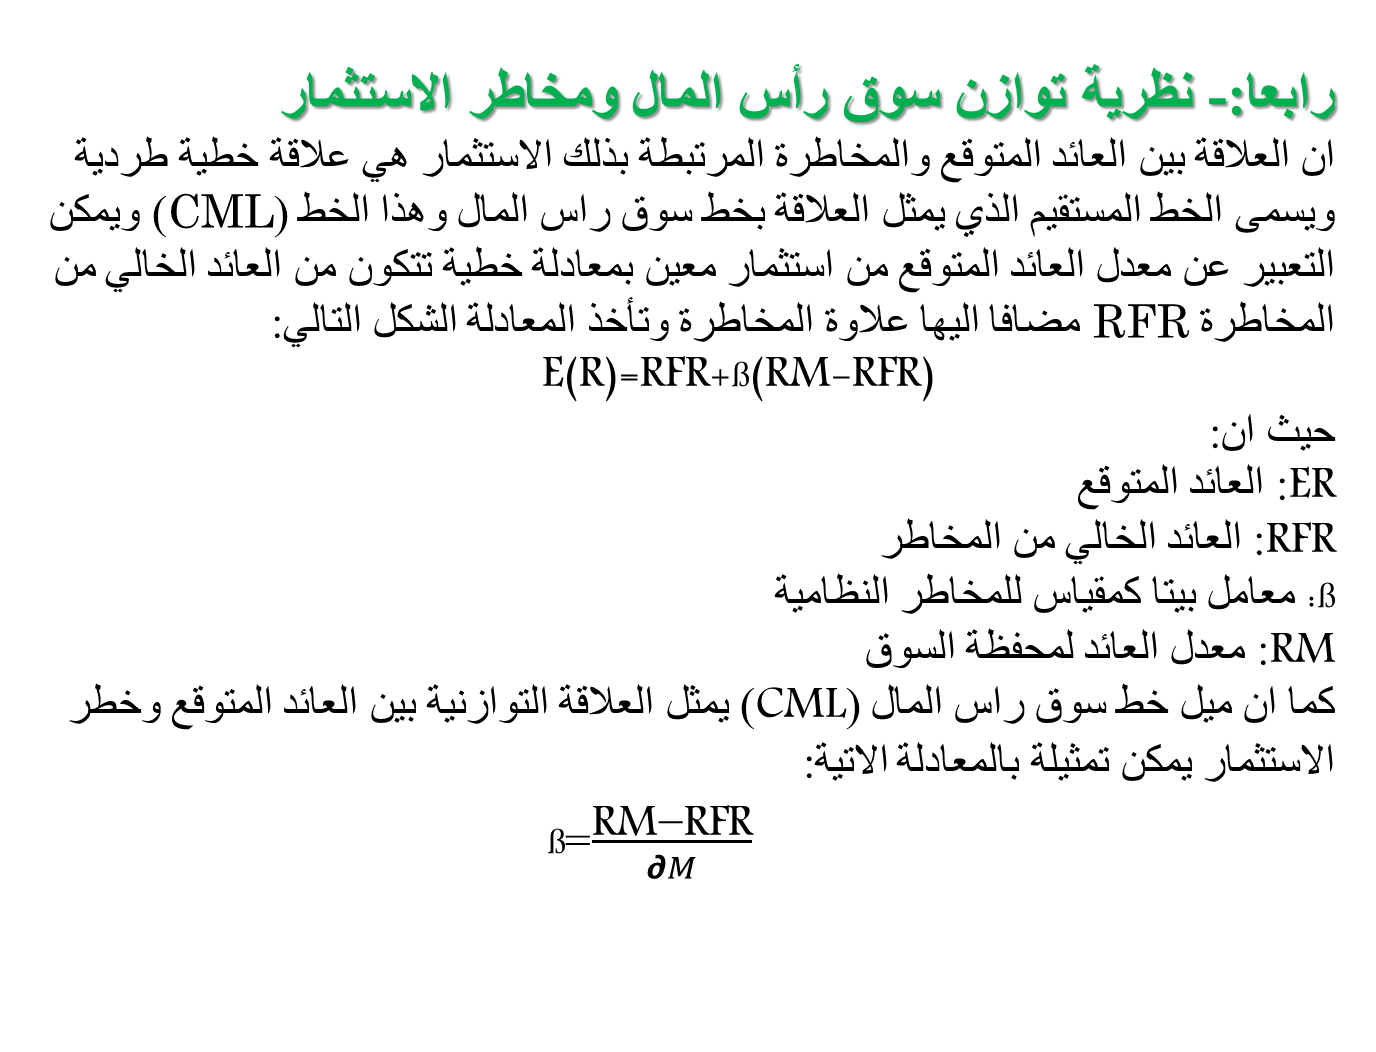 رابعا:- نظرية توازن سوق رأس المال ومخاطر الاستثمار
ان العلاقة بين العائد المتوقع والمخاطرة المرتبطة بذلك الاستثمار هي علاقة خطية طردية
ويسمى الخط المستقيم الذي يمثل العلاقة بخط سوق راس المال وهذا الخط (CML) ويمكن
التعبير عن معدل العائد المتوقع من استثمار معين بمعادلة خطية تتكون من العائد الخالي من
المخاطرة RFR مضافا اليها علاوة المخاطرة وتأخذ المعادلة الشكل التالي:
E(R)=RFR+ß(RM-RFR)
حيث ان:
ER: العائد المتوقع
RFR: العائد الخالي من المخاطر
ß: معامل بيتا كمقياس للمخاطر النظامية
RM: معدل العائد لمحفظة السوق
كما ان ميل خط سوق راس المال (CML) يمثل العلاقة التوازنية بين العائد المتوقع وخطر
الاستثمار يمكن تمثيلة بالمعادلة الاتية:
ß=RM−RFR
∂M